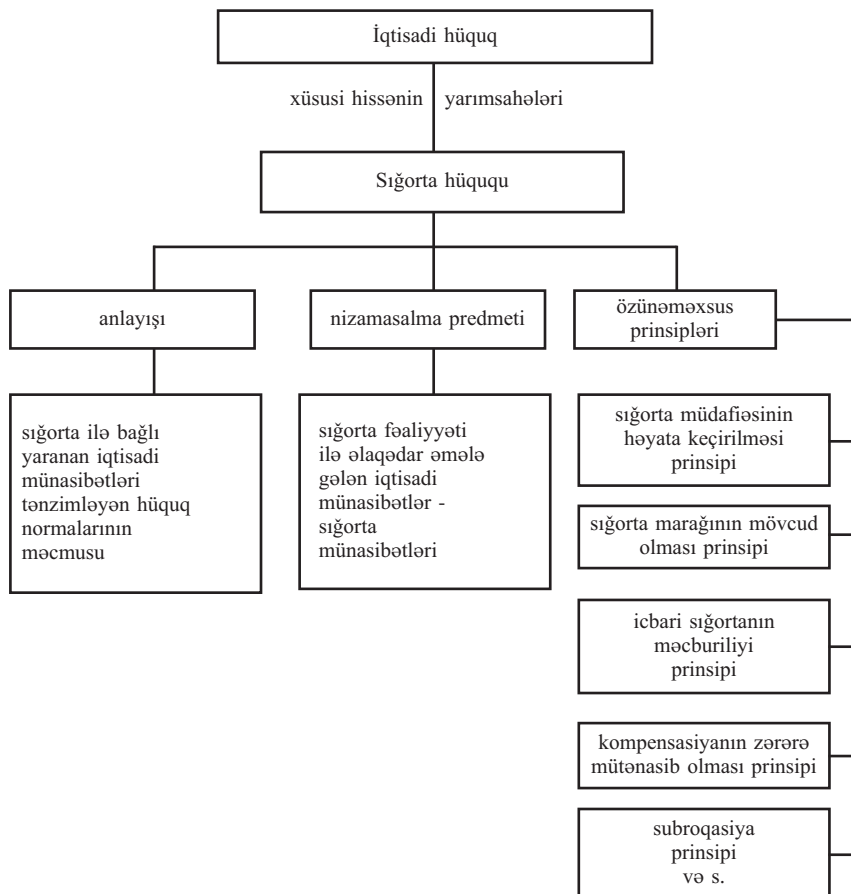 İqtisadi hüquq
xüsusi hissənin yarımsahələri
Sığorta hüququ
anlayışı
sığorta ilə bağlı
yaranan iqtisadi
münasibətləri
tənzimləyən hüquq
normalarının
məcmusu
nizamasalma predmeti
sığorta fəaliyyəti
ilə əlaqədar əmələ
gələn iqtisadi
münasibətlər -
sığorta
münasibətləri
özünəməxsus
prinsipləri
sığorta müdafiəsinin
həyata keçirilməsi
prinsipi
sığorta marağının mövcud
olması prinsipi
icbari sığortanın
məcburiliyi
prinsipi
kompensasiyanın zərərə
mütənasib olması prinsipi
subroqasiya
prinsipi
və s.